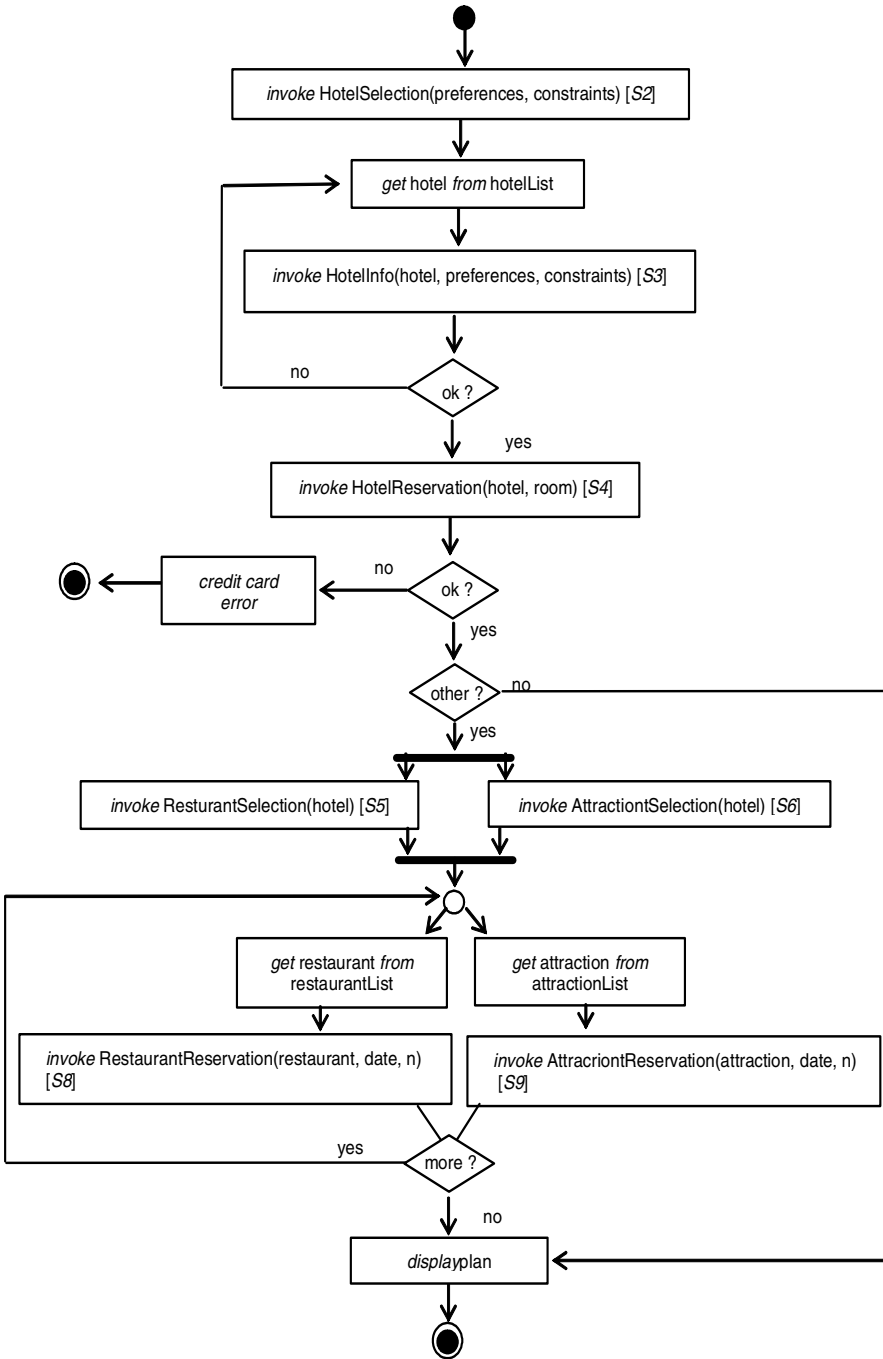 invoke HotelSelection(preferences, constraints) [S2]
get hotel from hotelList
invoke HotelInfo(hotel, preferences, constraints) [S3]
no
ok ?
yes
invoke HotelReservation(hotel, room) [S4]
credit card
error
no
ok ?
yes
other ?
no
yes
invoke ResturantSelection(hotel) [S5]
invoke AttractiontSelection(hotel) [S6]
get restaurant from
restaurantList
get attraction from
attractionList
invoke RestaurantReservation(restaurant, date, n)
[S8]
invoke AttracriontReservation(attraction, date, n)
[S9]
yes
more ?
no
displayplan